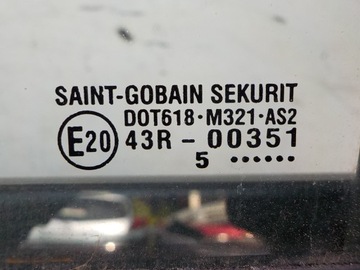 SAINT-GOBAIN SEKURIT
DOT618·M321·AS2
E20 43R - 00351
5 ••••••